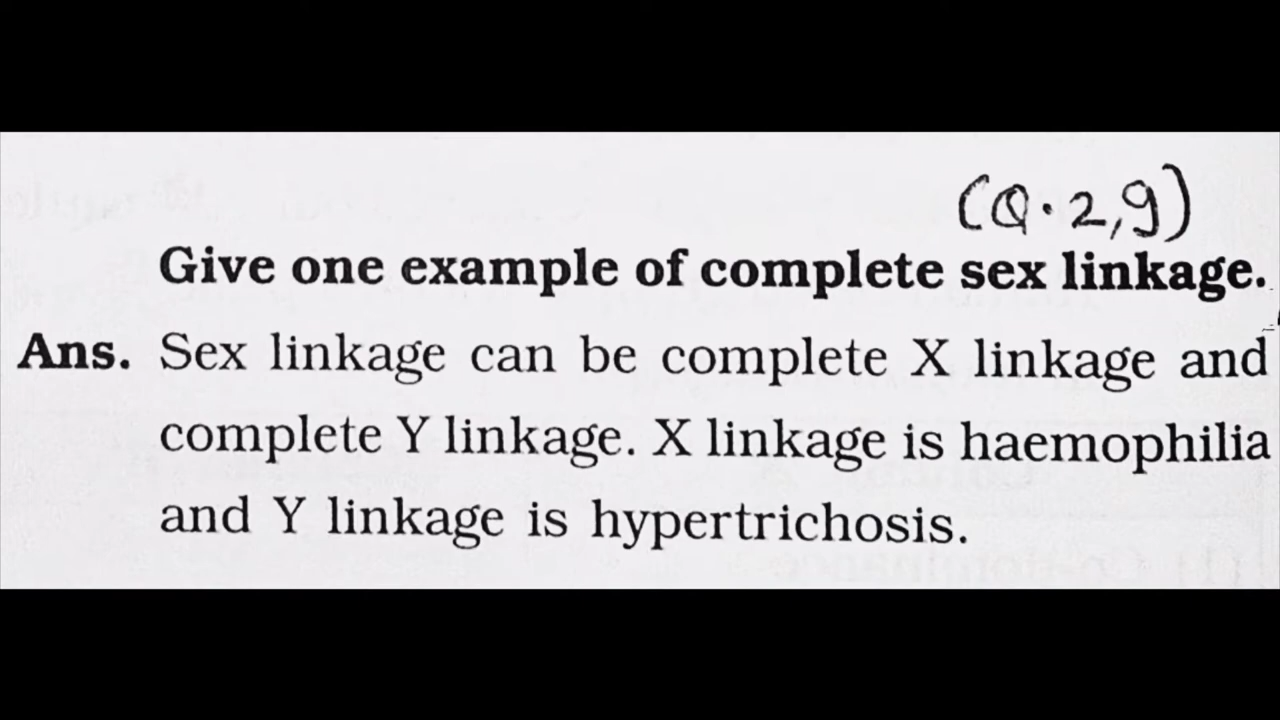 (Q.2,g)
Give one example of complete sex linkage.
Ans. Sex linkage can be complete X linkage and
complete Y linkage. X linkage is haemophilia
and Y linkage is hypertrichosis.